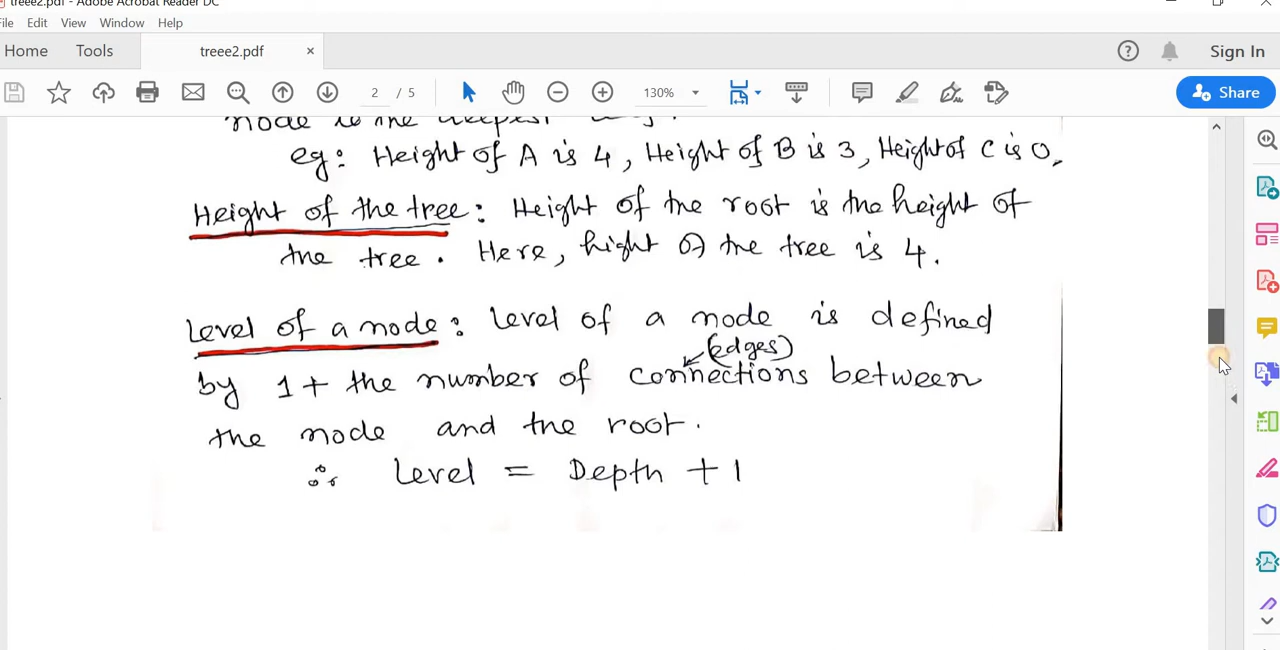 treee2.pdf - Adobe Acrobat Reader DC
File Edit View Window Help
Home Tools treee2.pdf × Sign In
2 / 5 130% Share
node is the deepest
eg: Height of A is 4, Height of B is 3, Height of C is 0.
Height of the tree: Height of the root is the height of
the tree. Here, hight of the tree is 4.
Level of a node: Level of a node is defined
(edges)
by 1 + the number of connections between
the node and the root.
∴ Level = Depth + 1